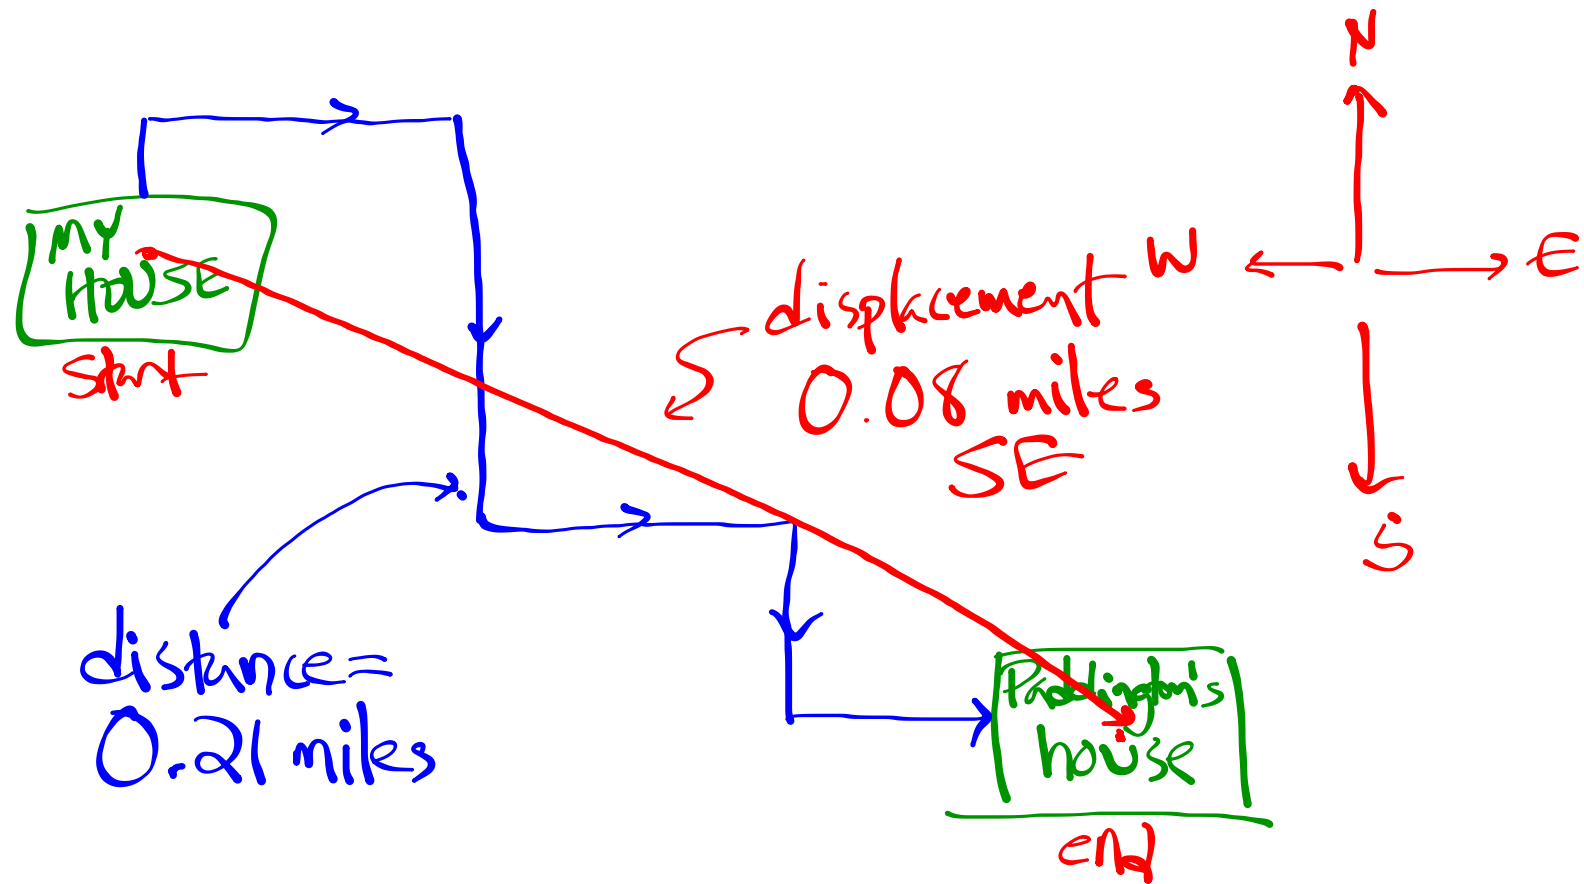 N
MY
HOUSE
start
displacement
0.08 miles
SE
W
E
S
distance =
0.21 miles
Paddington's
house
end